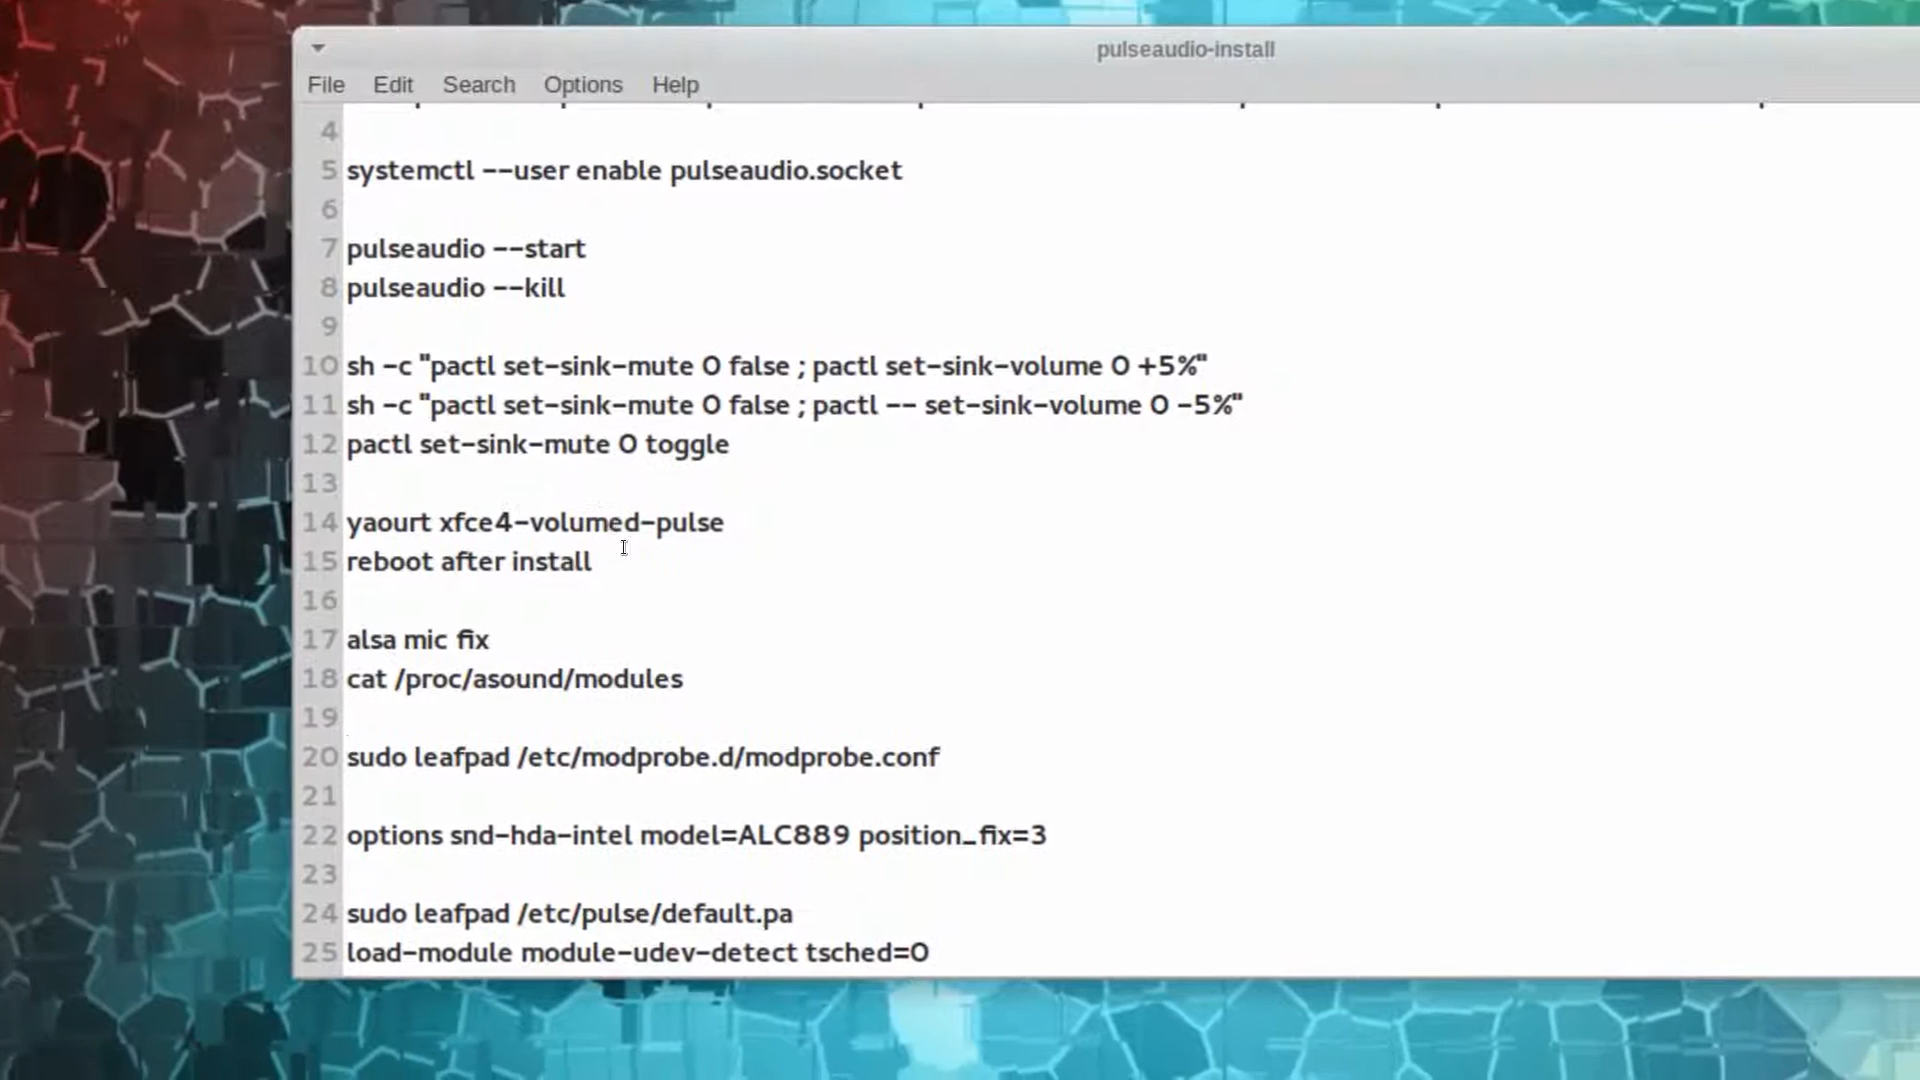 pulseaudio-install
File Edit Search Options Help
4
5 systemctl --user enable pulseaudio.socket
6
7 pulseaudio --start
8 pulseaudio --kill
9
10 sh -c "pactl set-sink-mute 0 false ; pactl set-sink-volume 0 +5%"
11 sh -c "pactl set-sink-mute 0 false ; pactl -- set-sink-volume 0 -5%"
12 pactl set-sink-mute 0 toggle
13
14 yaourt xfce4-volumed-pulse
15 reboot after install
16
17 alsa mic fix
18 cat /proc/asound/modules
19
20 sudo leafpad /etc/modprobe.d/modprobe.conf
21
22 options snd-hda-intel model=ALC889 position_fix=3
23
24 sudo leafpad /etc/pulse/default.pa
25 load-module module-udev-detect tsched=0